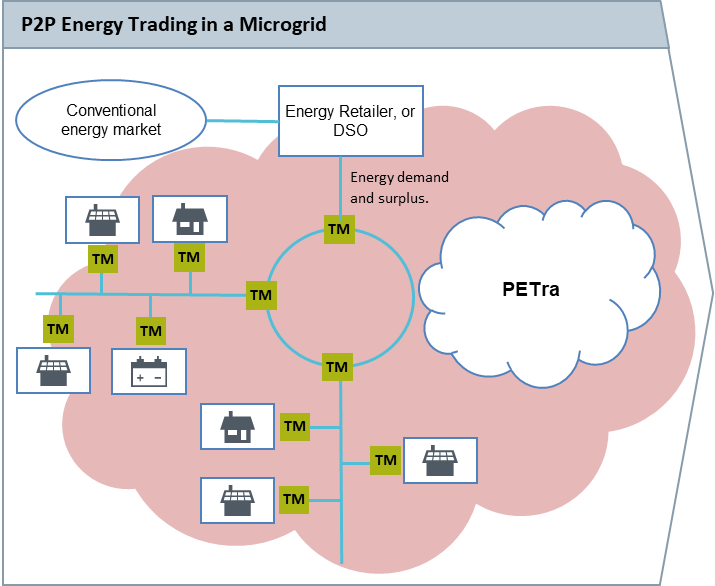 P2P Energy Trading in a Microgrid
Conventional
energy market
Energy Retailer, or
DSO
Energy demand
and surplus.
TM
TM
TM
TM
PETra
TM
TM
TM
TM
TM
TM